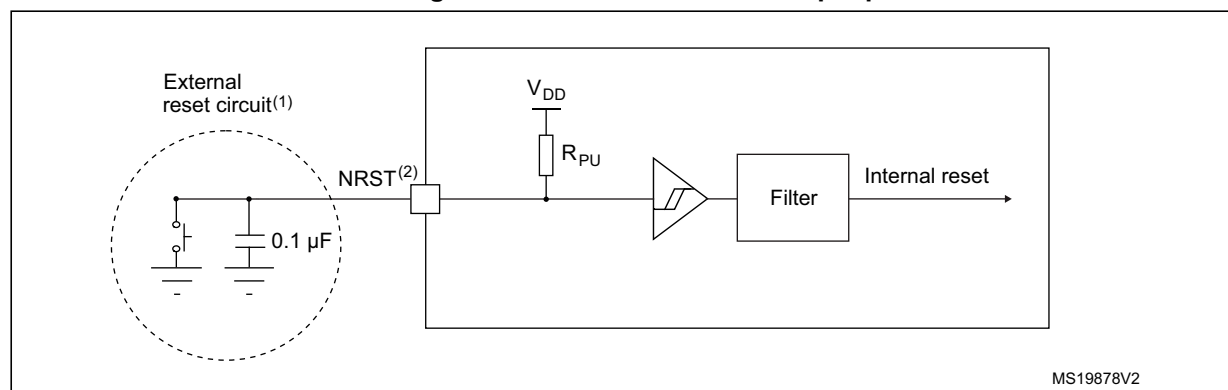 External
reset circuit(1)
VDD
RPU
NRST(2)
Filter
Internal reset
0.1 μF
MS19878V2